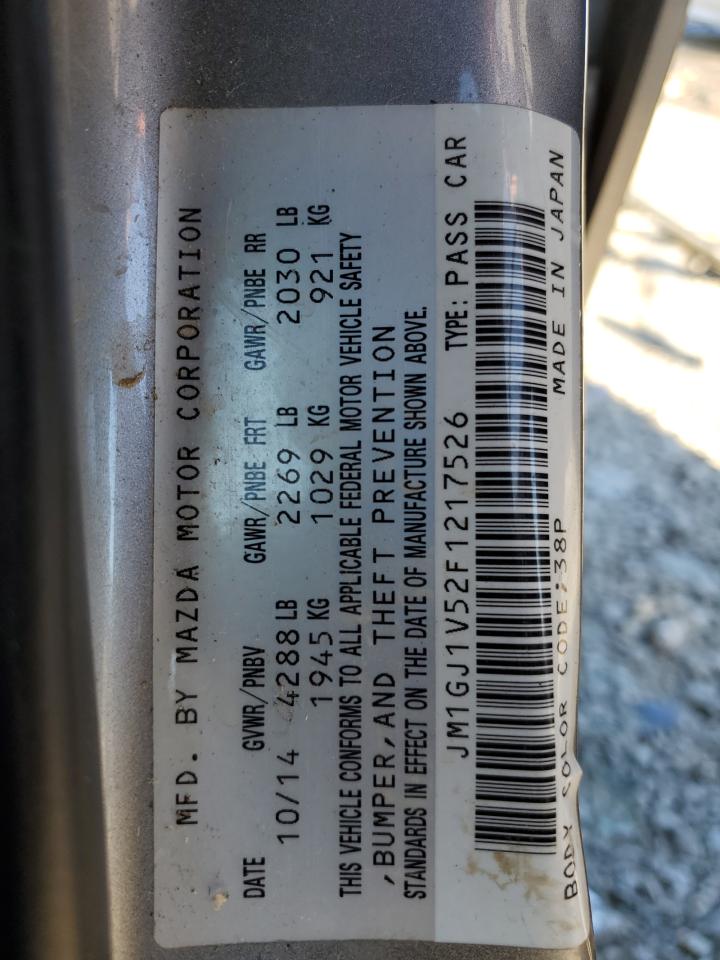 MFD. BY MAZDA MOTOR CORPORATION
DATE GVWR/PNBV GAWR/PNBE FRT GAWR/PNBE RR
10/14 4288 LB 2269 LB 2030 LB
1945 KG 1029 KG 921 KG
THIS VEHICLE CONFORMS TO ALL APPLICABLE FEDERAL MOTOR VEHICLE SAFETY
,BUMPER, AND THEFT PREVENTION
STANDARDS IN EFFECT ON THE DATE OF MANUFACTURE SHOWN ABOVE.
JM1GJ1V52F1217526 TYPE: PASS CAR
BODY COLOR CODE:38P MADE IN JAPAN